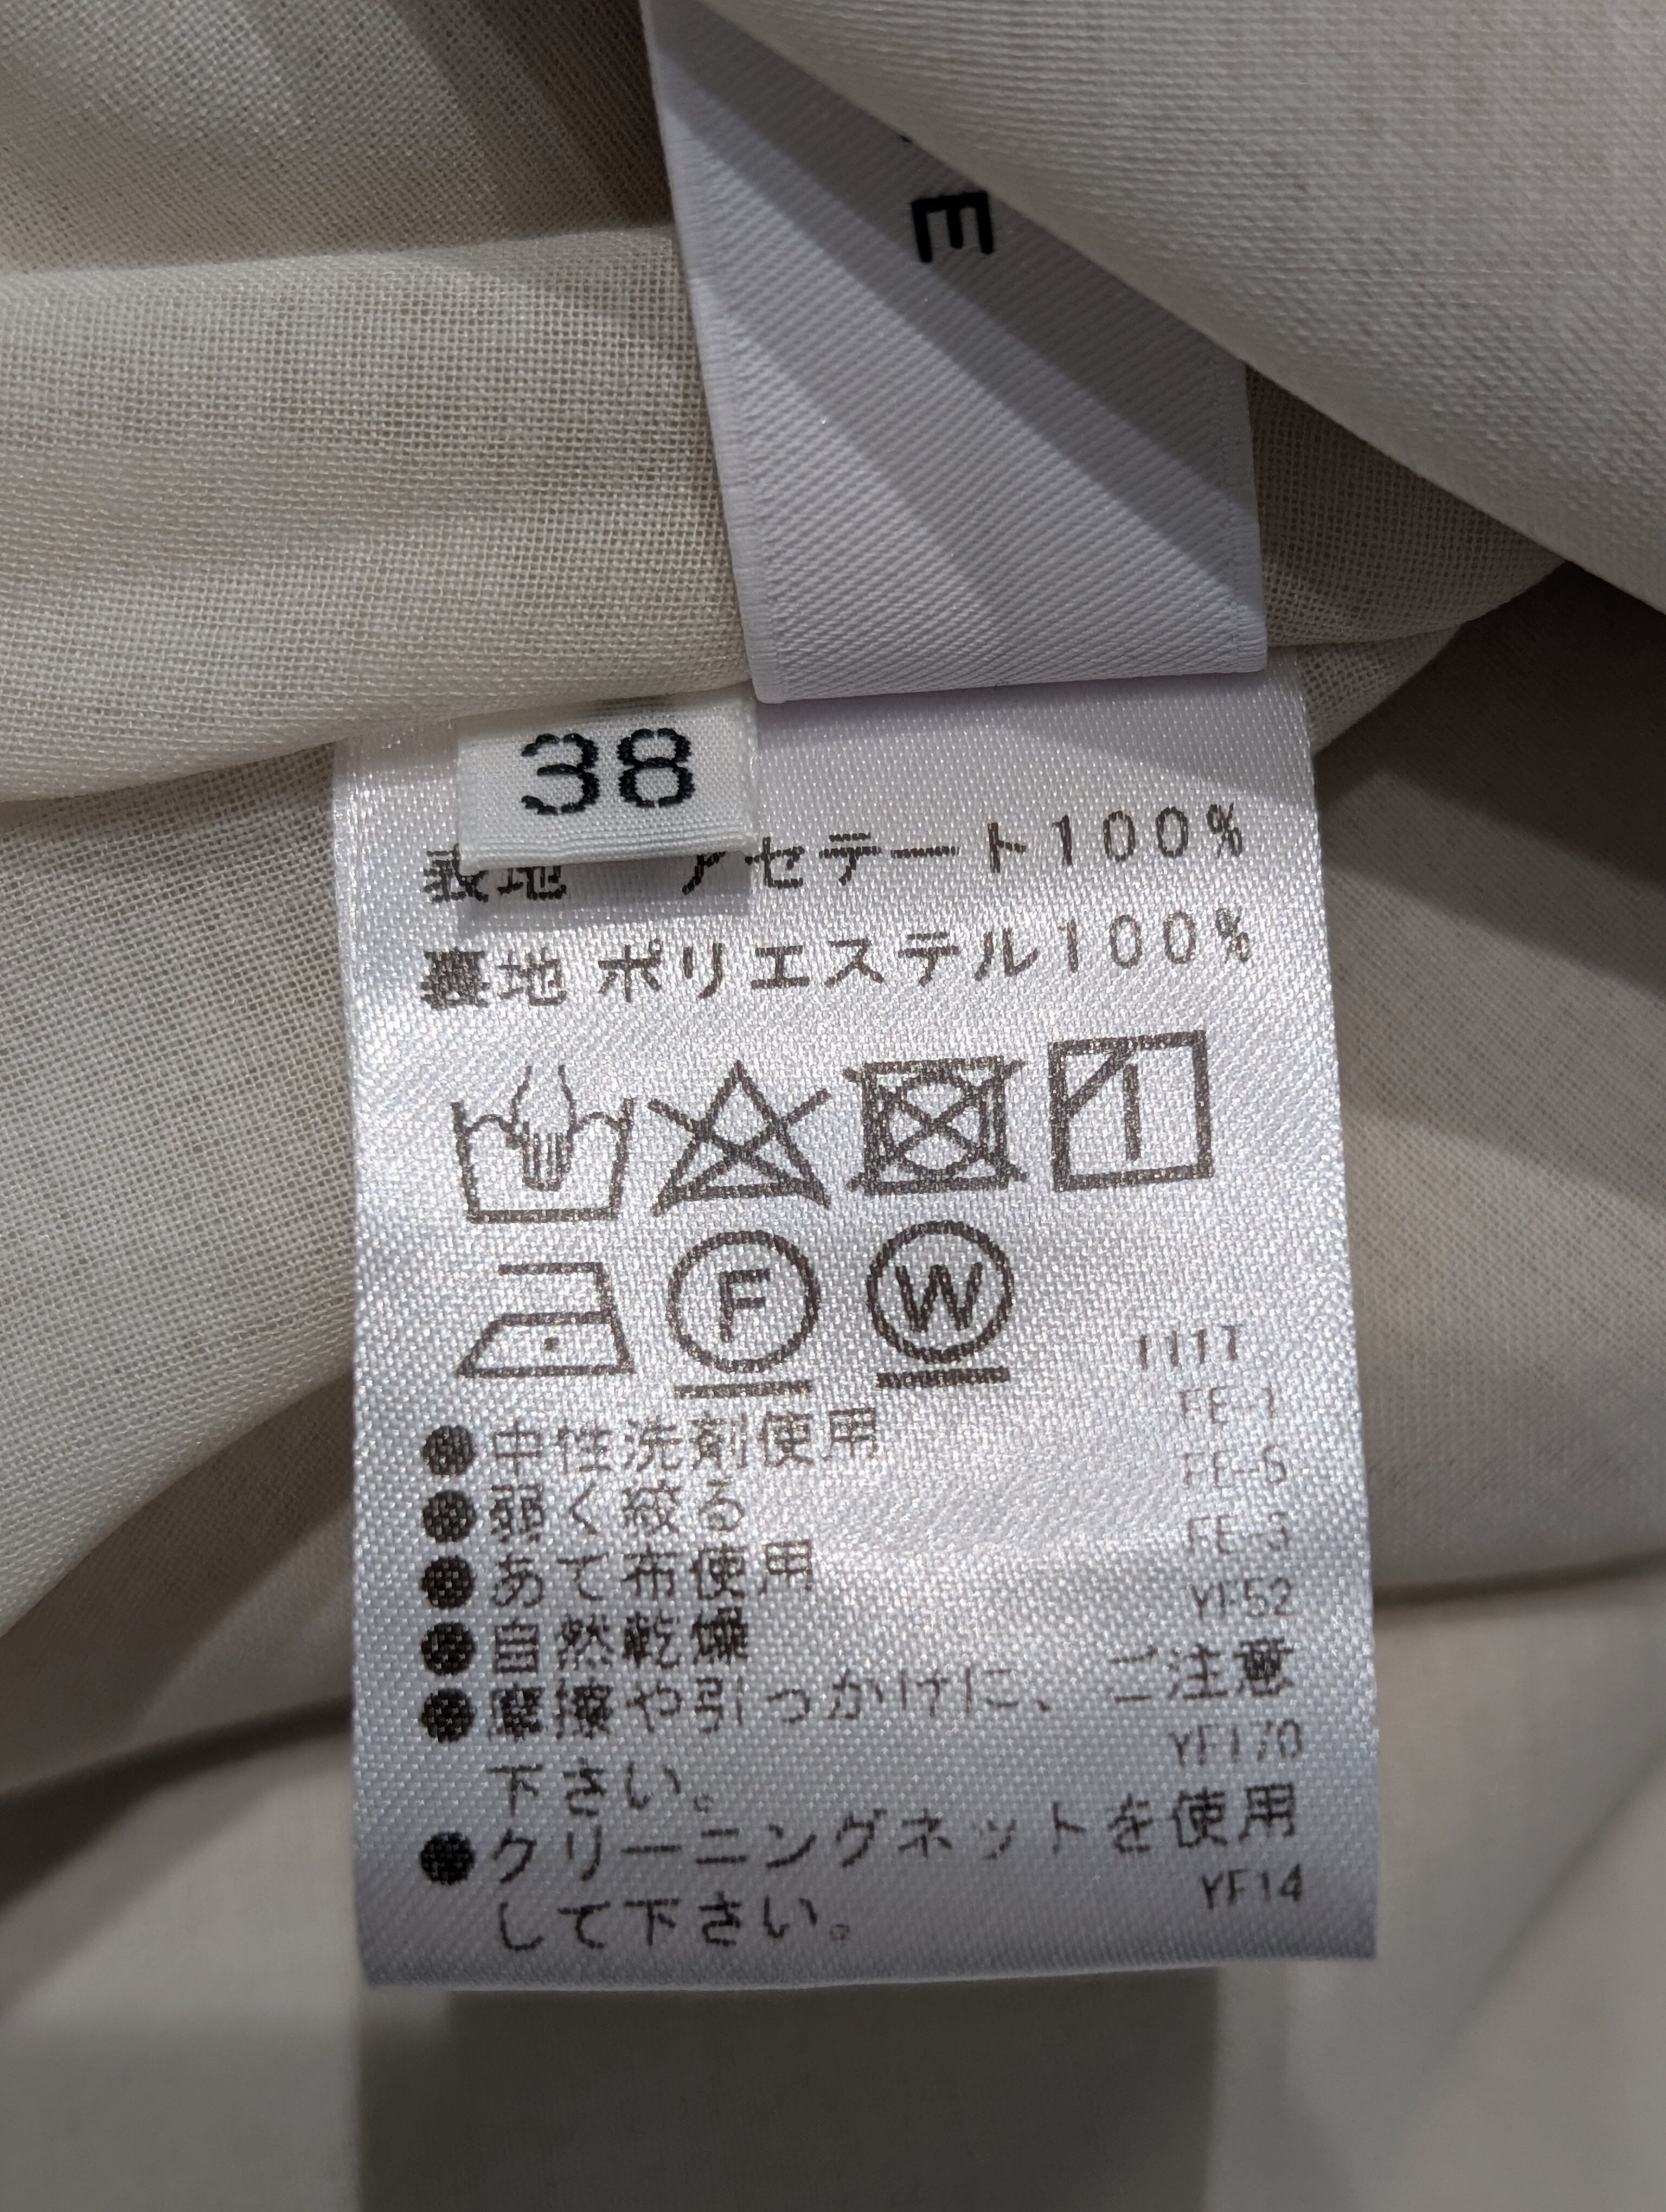 E
38
表地 アセテート100%
裏地 ポリエステル100%
F W
111T
FE-1
●中性洗剤使用
FE-6
●弱く絞る
FE-3
●あて布使用
YF52
●自然乾燥
●摩擦や引っかけに、ご注意
YF170
下さい。
●クリーニングネットを使用
YF14
して下さい。